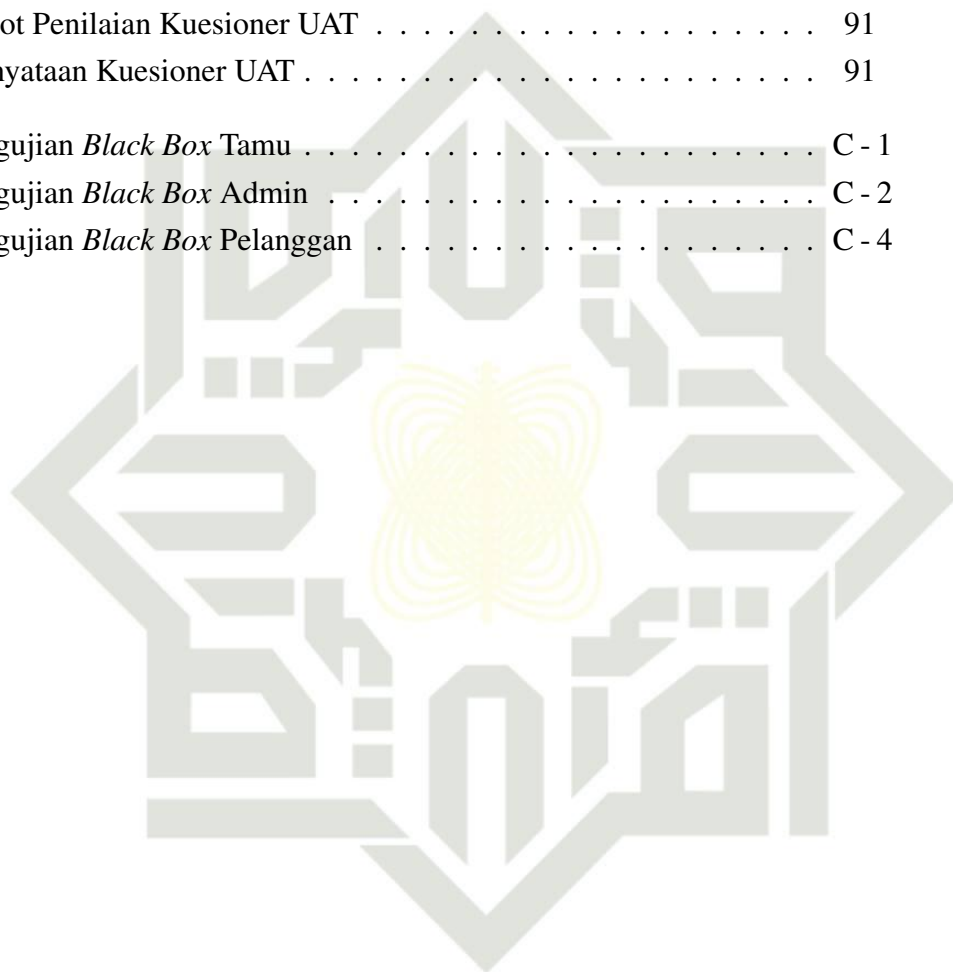 ot Penilaian Kuesioner UAT . . . . . . . . . . . . . . . . . . . 91
nyataan Kuesioner UAT . . . . . . . . . . . . . . . . . . . . . . 91
gujian Black Box Tamu . . . . . . . . . . . . . . . . . . . . . . C - 1
gujian Black Box Admin . . . . . . . . . . . . . . . . . . . . . C - 2
gujian Black Box Pelanggan . . . . . . . . . . . . . . . . . . . C - 4